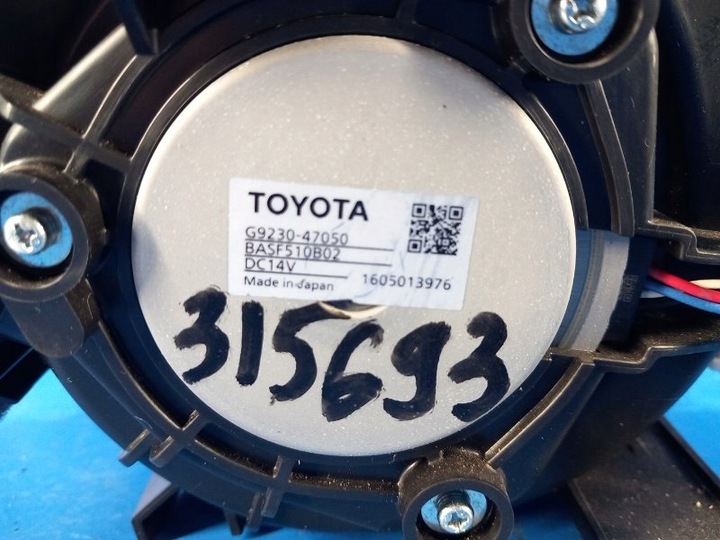 TOYOTA
G9230-47050
BASF510B02
DC14V
Made in Japan 1605013976
315693